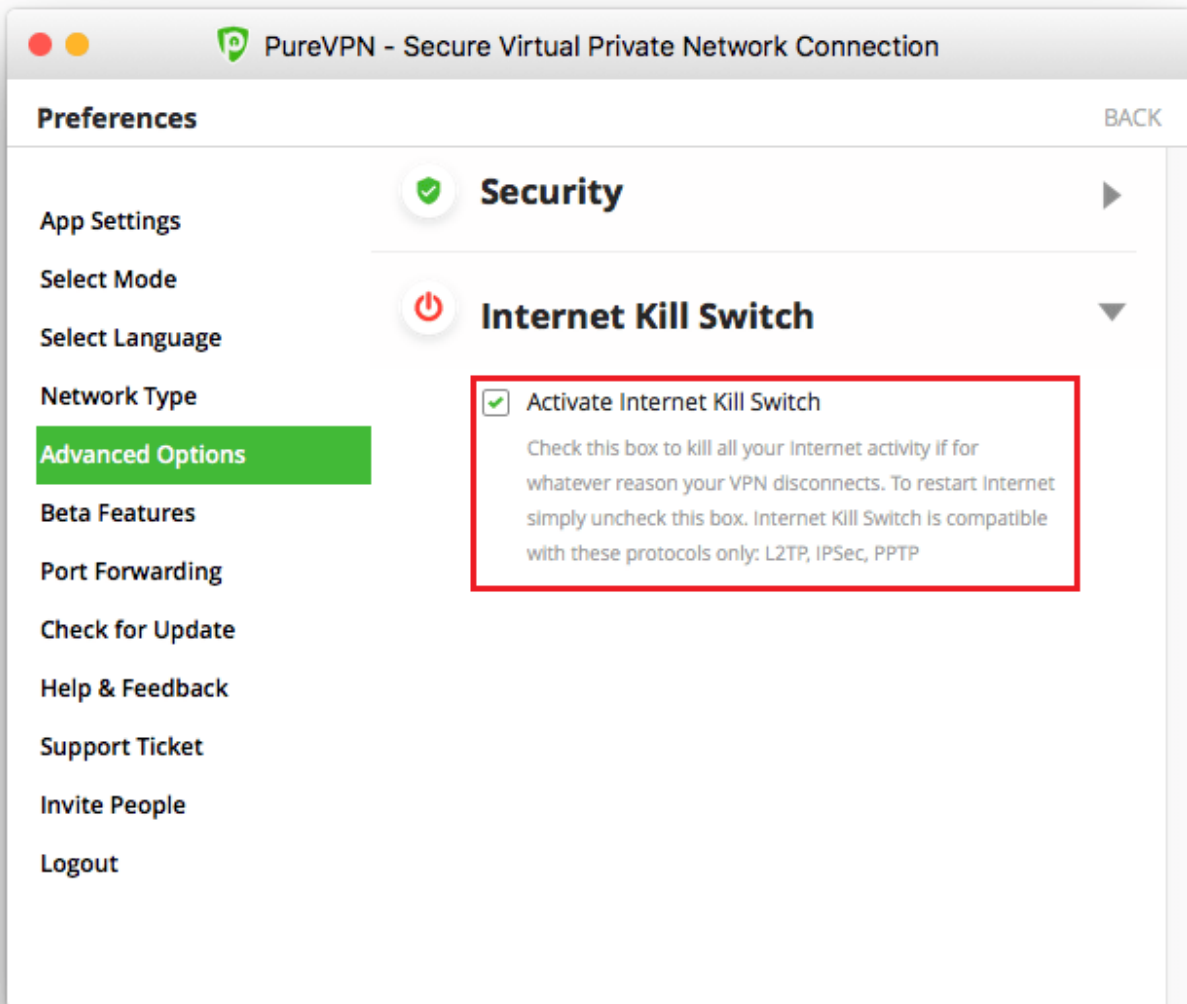 PureVPN - Secure Virtual Private Network Connection
Preferences
BACK
App Settings
Select Mode
Select Language
Network Type
Advanced Options
Beta Features
Port Forwarding
Check for Update
Help & Feedback
Support Ticket
Invite People
Logout
Security
Internet Kill Switch
Activate Internet Kill Switch
Check this box to kill all your Internet activity if for
whatever reason your VPN disconnects. To restart Internet
simply uncheck this box. Internet Kill Switch is compatible
with these protocols only: L2TP, IPSec, PPTP